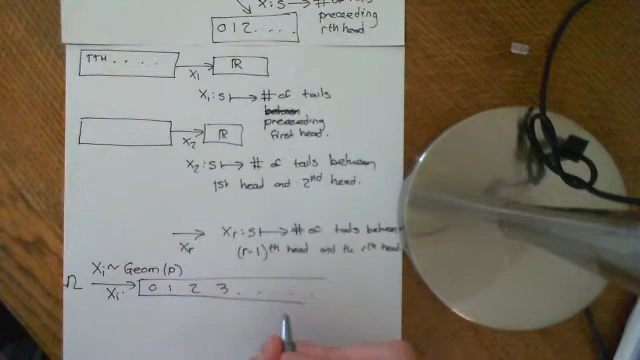 X : s ↦ # of tails
preceeding
rth head
0 1 2 . . . .
TTH . . . . X₁ ℝ
X₁ : s ↦ # of tails
between
preceeding
first head.
X₂ ℝ
X₂ : s ↦ # of tails between
1st head and 2nd head.
Xr Xr : s ↦ # of tails between
(r-1)th head and the rth head
Xi ~ Geom(p)
Ω Xi 0 1 2 3 . . . .